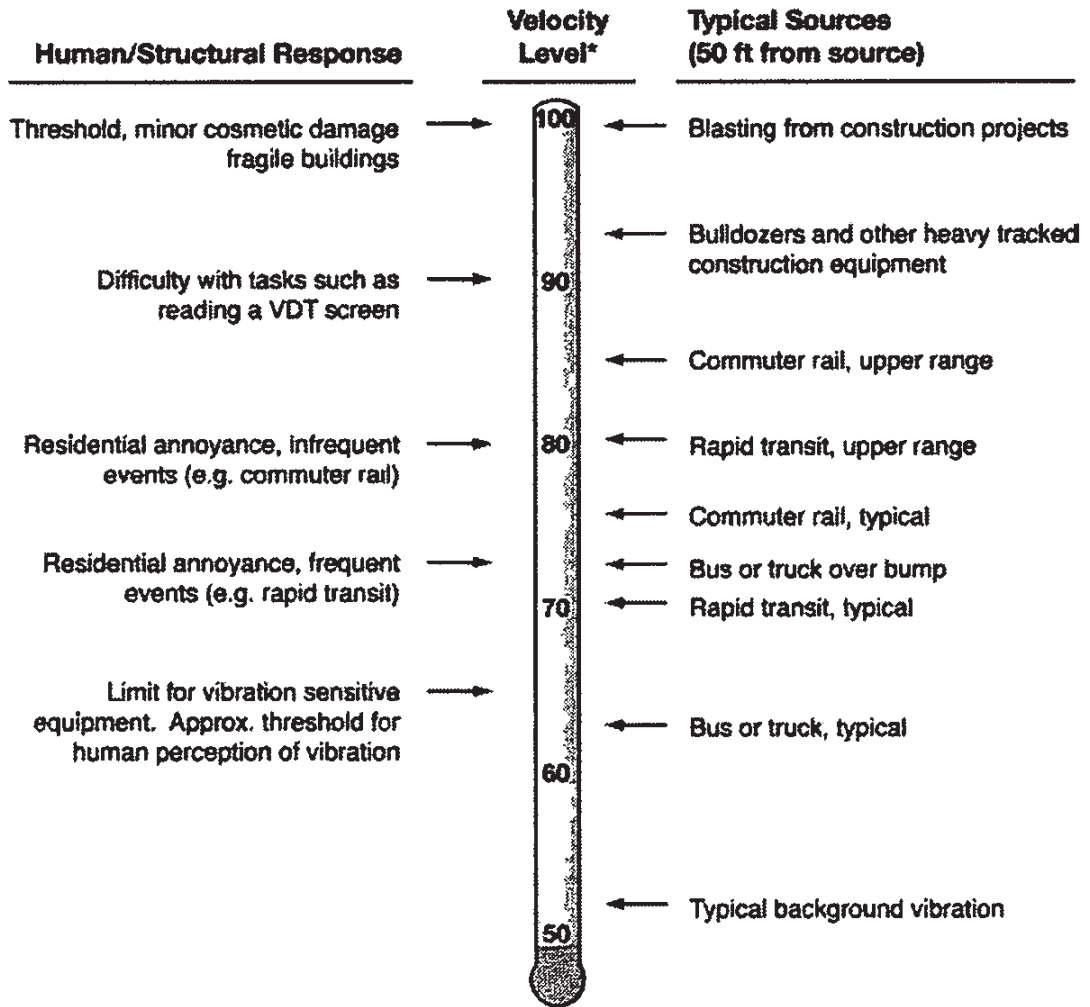 Human/Structural Response
Velocity
Level*
Typical Sources
(50 ft from source)
Threshold, minor cosmetic damage
fragile buildings
100
Blasting from construction projects
Bulldozers and other heavy tracked
construction equipment
Difficulty with tasks such as
reading a VDT screen
90
Commuter rail, upper range
Residential annoyance, infrequent
events (e.g. commuter rail)
80
Rapid transit, upper range
Commuter rail, typical
Residential annoyance, frequent
events (e.g. rapid transit)
Bus or truck over bump
70
Rapid transit, typical
Limit for vibration sensitive
equipment. Approx. threshold for
human perception of vibration
Bus or truck, typical
60
Typical background vibration
50